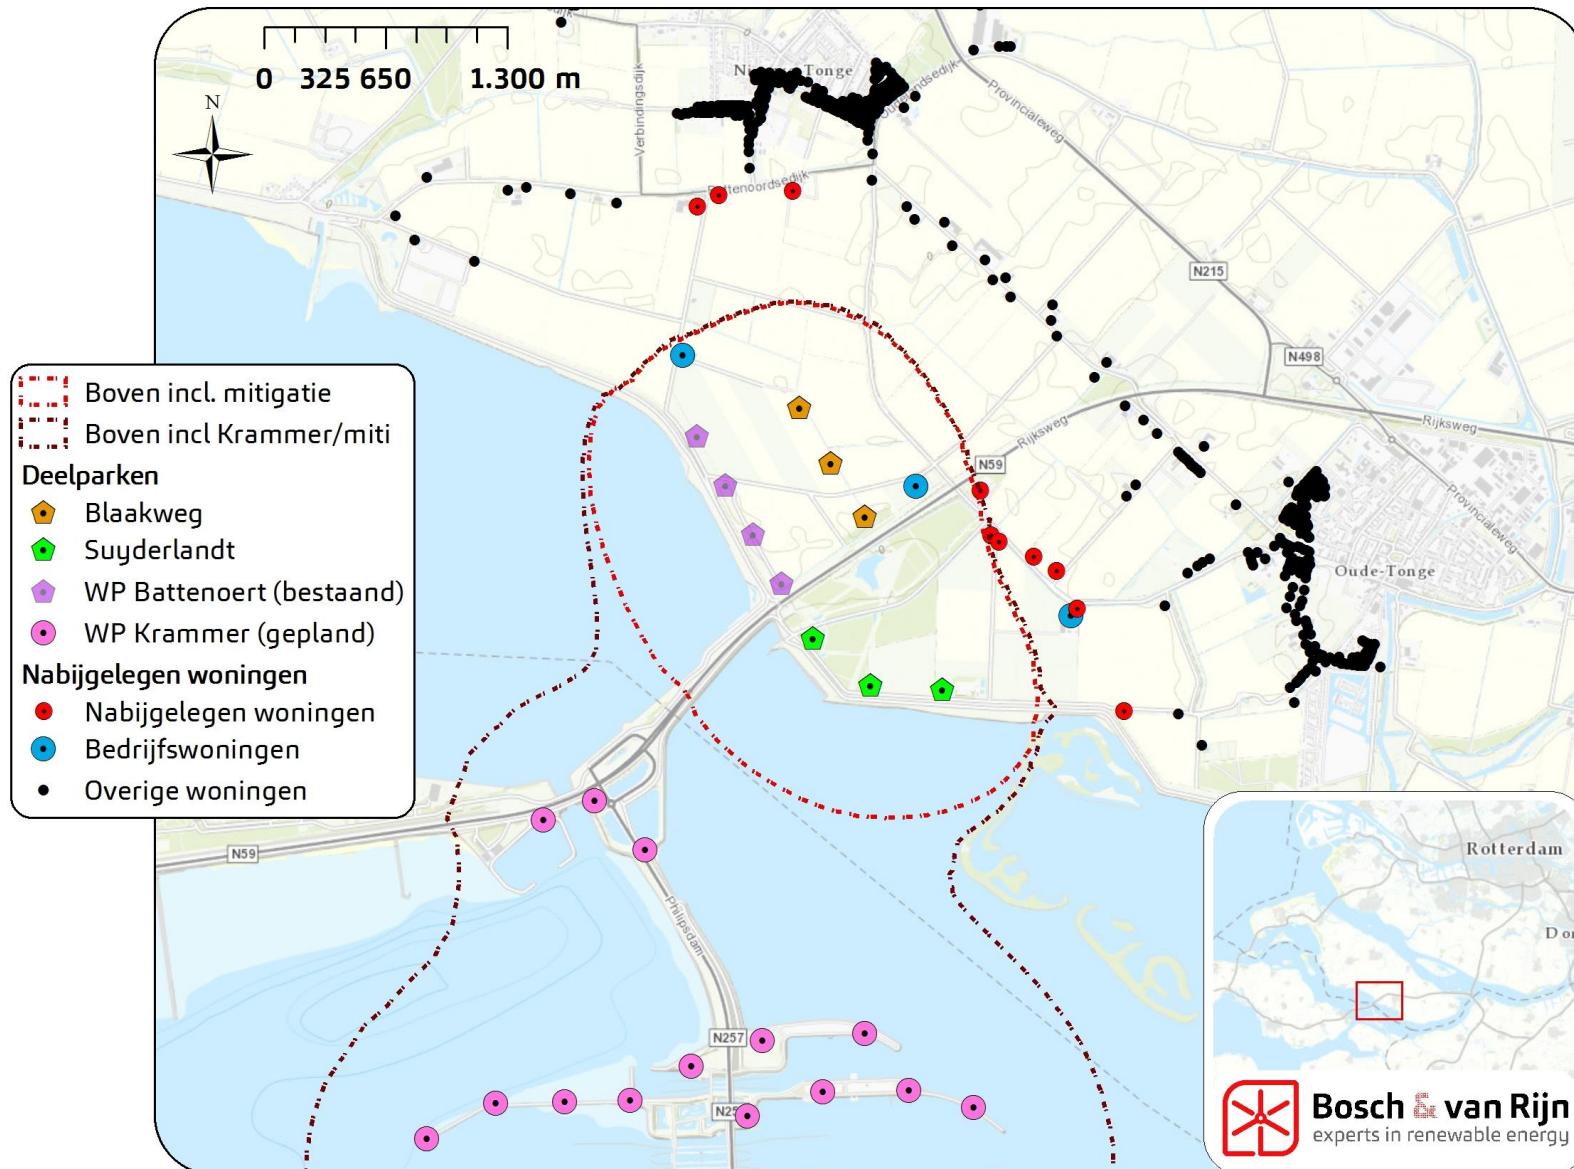 0 325 650 1.300 m
N
Tonge
Verbindingsdijk
Provincialeweg
N215
N498
Rijksweg
N59
Rijksweg
Provincialeweg
Oude-Tonge
Boven incl. mitigatie
Boven incl Krammer/miti
Deelparken
Blaakweg
Suyderlandt
WP Battenoert (bestaand)
WP Krammer (gepland)
Nabijgelegen woningen
Nabijgelegen woningen
Bedrijfswoningen
Overige woningen
N59
Philipsdam
N257
Rotterdam
Bosch & van Rijn
experts in renewable energy